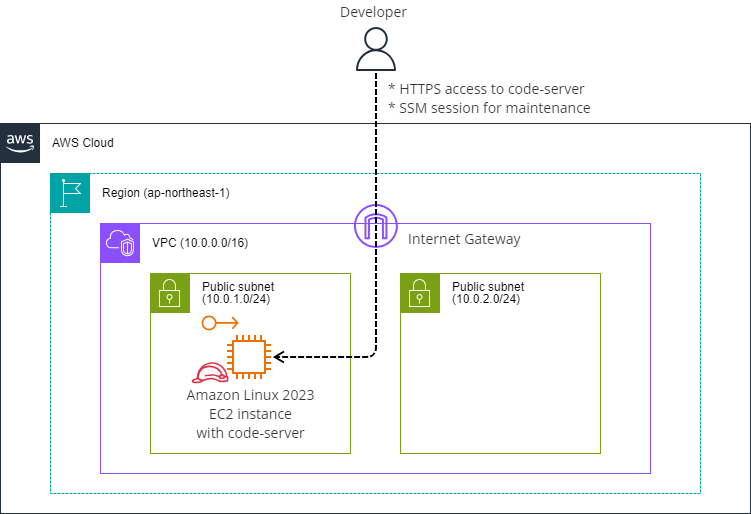 Developer
* HTTPS access to code-server
* SSM session for maintenance
aws
AWS Cloud
Region (ap-northeast-1)
VPC (10.0.0.0/16)
Internet Gateway
Public subnet
(10.0.1.0/24)
Amazon Linux 2023
EC2 instance
with code-server
Public subnet
(10.0.2.0/24)